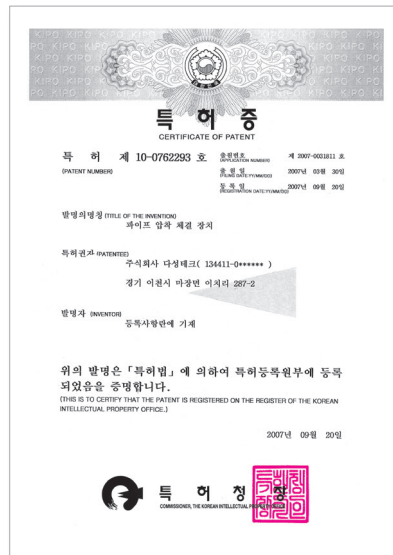 특 허 증
CERTIFICATE OF PATENT
특 허 제 10-0762293 호
(PATENT NUMBER)
출원번호 제 2007-0031811 호
(APPLICATION NUMBER)
출 원 일 2007년 03월 30일
(FILING DATE:YY/MM/DD)
등 록 일 2007년 09월 20일
(REGISTRATION DATE:YY/MM/DD)
발명의명칭 (TITLE OF THE INVENTION)
파이프 압착 체결 장치
특허권자 (PATENTEE)
주식회사 다성테크( 134411-0****** )
경기 이천시 마장면 이치리 287-2
발명자 (INVENTOR)
등록사항란에 기재
위의 발명은 「특허법」에 의하여 특허등록원부에 등록
되었음을 증명합니다.
(THIS IS TO CERTIFY THAT THE PATENT IS REGISTERED ON THE REGISTER OF THE KOREAN
INTELLECTUAL PROPERTY OFFICE.)
2007년 09월 20일
특 허 청 장
COMMISSIONER, THE KOREAN INTELLECTUAL PROPERTY OFFICE